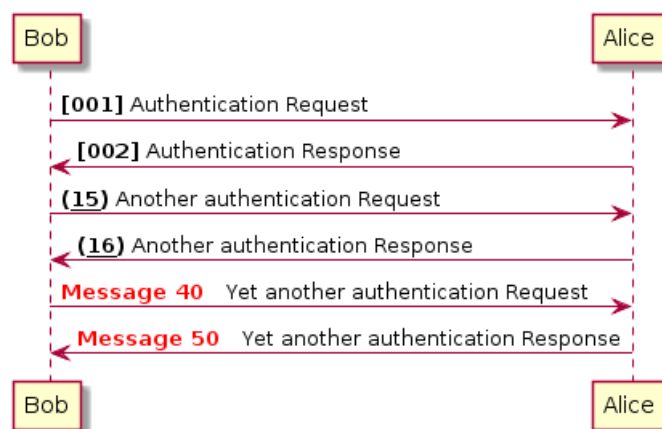 Bob Alice
[001] Authentication Request
[002] Authentication Response
(15) Another authentication Request
(16) Another authentication Response
Message 40 Yet another authentication Request
Message 50 Yet another authentication Response
Bob Alice